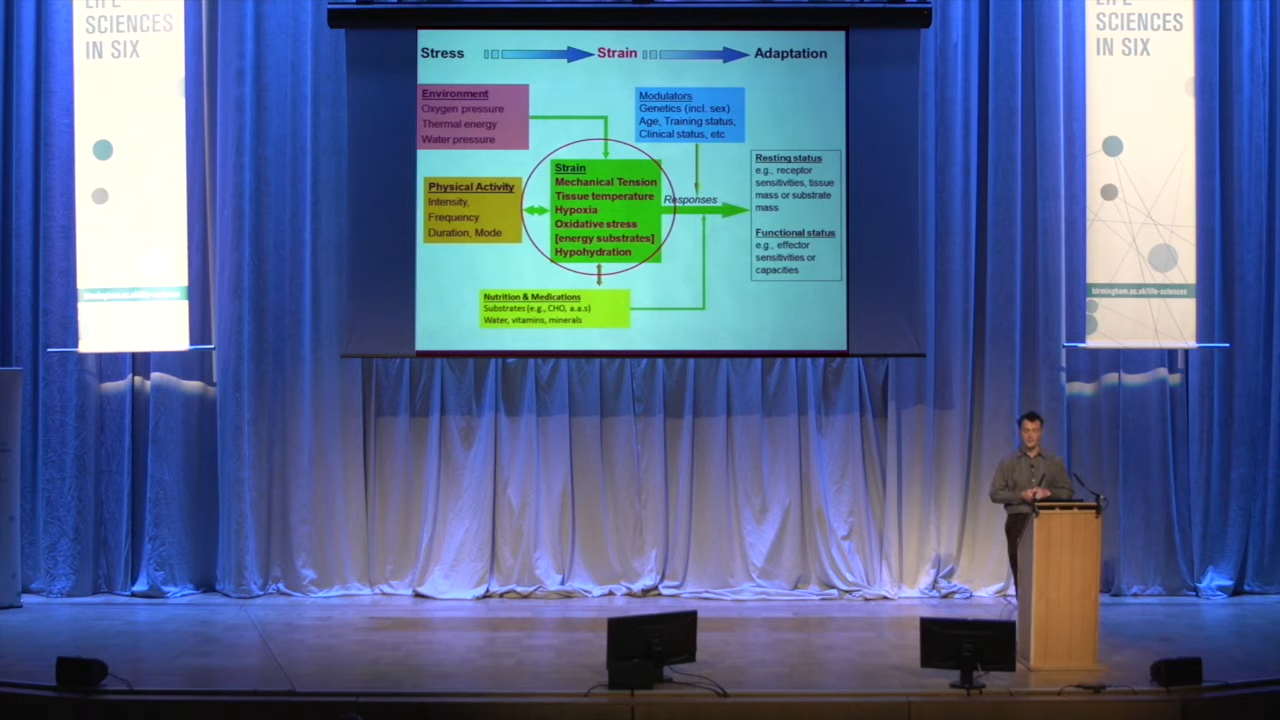 LIFE
SCIENCES
IN SIX
LIFE
SCIENCES
IN SIX
birmingham.ac.uk/life-sciences
Stress
Strain
Adaptation
Environment
Oxygen pressure
Thermal energy
Water pressure
Modulators
Genetics (incl. sex)
Age, Training status,
Clinical status, etc
Physical Activity
Intensity,
Frequency
Duration, Mode
Strain
Mechanical Tension
Tissue temperature
Hypoxia
Oxidative stress
[energy substrates]
Hypohydration
Responses
Resting status
e.g., receptor
sensitivities, tissue
mass or substrate
mass
Functional status
e.g., effector
sensitivities or
capacities
Nutrition & Medications
Substrates (e.g., CHO, a.a.s)
Water, vitamins, minerals